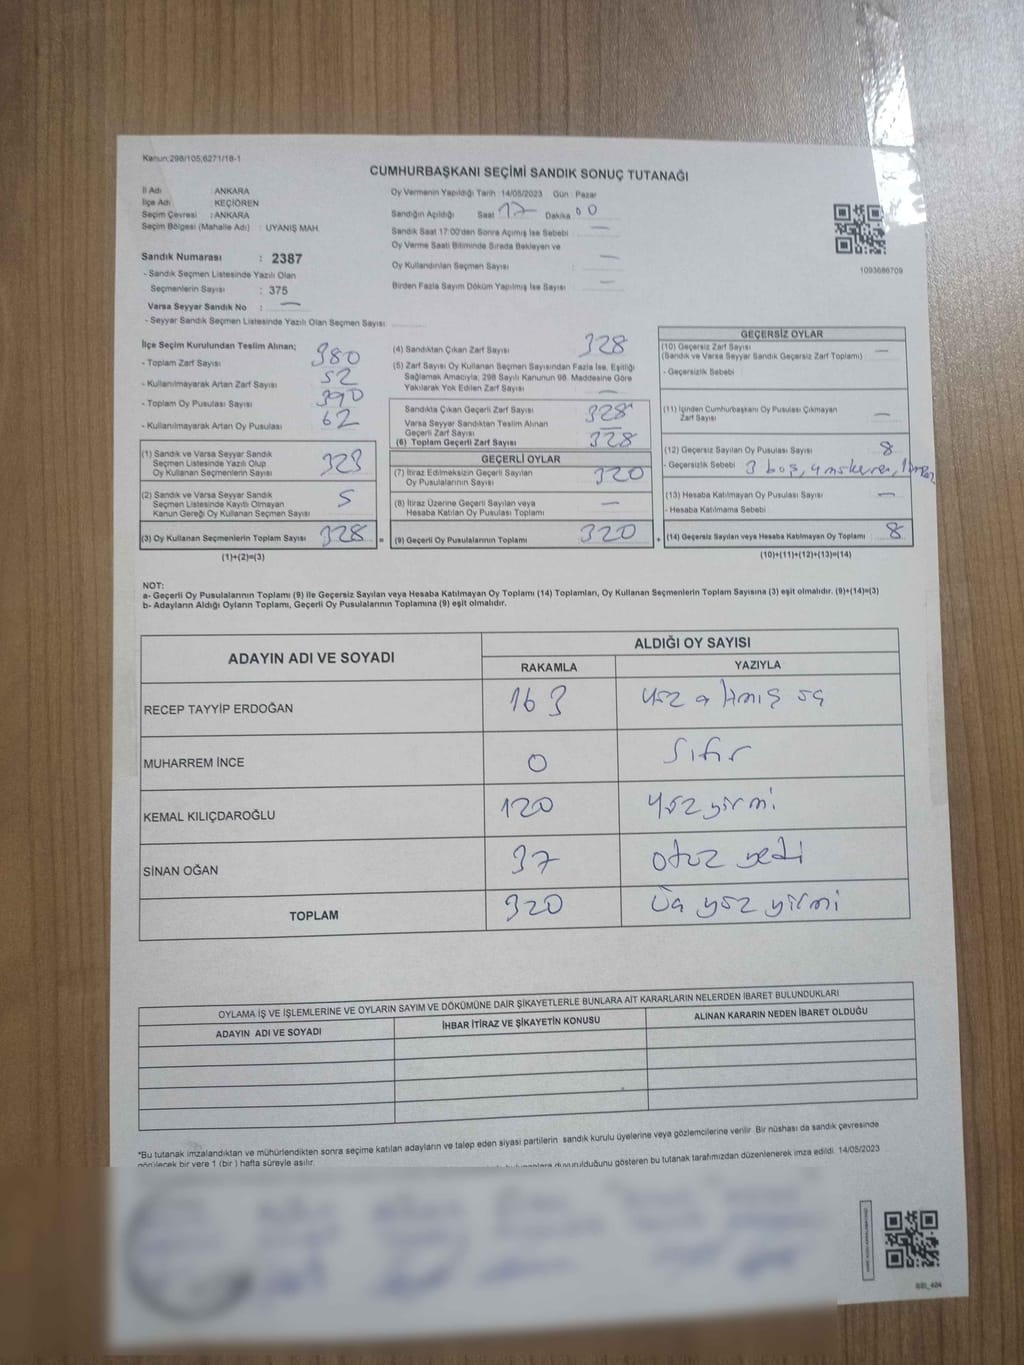 Kanun:298/105,6271/18-1
CUMHURBAŞKANI SEÇİMİ SANDIK SONUÇ TUTANAĞI
İl Adı : ANKARA
İlçe Adı : KEÇİÖREN
Seçim Çevresi : ANKARA
Seçim Bölgesi (Mahalle Adı) : UYANIŞ MAH.
Sandık Numarası : 2387
- Sandık Seçmen Listesinde Yazılı Olan
Seçmenlerin Sayısı : 375
Varsa Seyyar Sandık No : —
- Seyyar Sandık Seçmen Listesinde Yazılı Olan Seçmen Sayısı
Oy Vermenin Yapıldığı Tarih : 14/05/2023 Gün : Pazar
Sandığın Açıldığı Saat 17 Dakika 00
Sandık Saat 17:00'den Sonra Açılmış İse Sebebi : —
Oy Verme Saati Bitiminde Sırada Bekleyen ve
Oy Kullandırılan Seçmen Sayısı : —
Birden Fazla Sayım Döküm Yapılmış İse Sayısı : —
1093686709
İlçe Seçim Kurulundan Teslim Alınan;
- Toplam Zarf Sayısı 380
- Kullanılmayarak Artan Zarf Sayısı 52
- Toplam Oy Pusulası Sayısı 390
- Kullanılmayarak Artan Oy Pusulası 62
(1) Sandık ve Varsa Seyyar Sandık
Seçmen Listesinde Yazılı Olup
Oy Kullanan Seçmenlerin Sayısı 323
(2) Sandık ve Varsa Seyyar Sandık
Seçmen Listesinde Kayıtlı Olmayan
Kanun Gereği Oy Kullanan Seçmen Sayısı 5
(3) Oy Kullanan Seçmenlerin Toplam Sayısı 328 =
(1)+(2)=(3)
(4) Sandıktan Çıkan Zarf Sayısı 328
(5) Zarf Sayısı Oy Kullanan Seçmen Sayısından Fazla İse, Eşitliği
Sağlamak Amacıyla; 298 Sayılı Kanunun 98. Maddesine Göre
Yakılarak Yok Edilen Zarf Sayısı —
Sandıkta Çıkan Geçerli Zarf Sayısı 328
Varsa Seyyar Sandıktan Teslim Alınan
Geçerli Zarf Sayısı —
(6) Toplam Geçerli Zarf Sayısı 328
GEÇERLİ OYLAR
(7) İtiraz Edilmeksizin Geçerli Sayılan
Oy Pusulalarının Sayısı 320
(8) İtiraz Üzerine Geçerli Sayılan veya
Hesaba Katılan Oy Pusulası Toplamı —
(9) Geçerli Oy Pusulalarının Toplamı 320 +
GEÇERSİZ OYLAR
(10) Geçersiz Zarf Sayısı —
(Sandık ve Varsa Seyyar Sandık Geçersiz Zarf Toplamı)
- Geçersizlik Sebebi
(11) İçinden Cumhurbaşkanı Oy Pusulası Çıkmayan
Zarf Sayısı —
(12) Geçersiz Sayılan Oy Pusulası Sayısı 8
- Geçersizlik Sebebi 3 boş, 4
(13) Hesaba Katılmayan Oy Pusulası Sayısı —
- Hesaba Katılmama Sebebi
(14) Geçersiz Sayılan veya Hesaba Katılmayan Oy Toplamı 8
(10)+(11)+(12)+(13)=(14)
NOT:
a- Geçerli Oy Pusulalarının Toplamı (9) ile Geçersiz Sayılan veya Hesaba Katılmayan Oy Toplamı (14) Toplamları, Oy Kullanan Seçmenlerin Toplam Sayısına (3) eşit olmalıdır. (9)+(14)=(3)
b- Adayların Aldığı Oyların Toplamı, Geçerli Oy Pusulalarının Toplamına (9) eşit olmalıdır.
ADAYIN ADI VE SOYADI ALDIĞI OY SAYISI
RAKAMLA YAZIYLA
RECEP TAYYİP ERDOĞAN 163 yüz altmış üç
MUHARREM İNCE 0 sıfır
KEMAL KILIÇDAROĞLU 120 yüz yirmi
SİNAN OĞAN 37 otuz yedi
TOPLAM 320 Üç yüz yirmi
OYLAMA İŞ VE İŞLEMLERİNE VE OYLARIN SAYIM VE DÖKÜMÜNE DAİR ŞİKAYETLERLE BUNLARA AİT KARARLARIN NELERDEN İBARET BULUNDUKLARI
ADAYIN ADI VE SOYADI İHBAR İTİRAZ VE ŞİKAYETİN KONUSU ALINAN KARARIN NEDEN İBARET OLDUĞU
*Bu tutanak imzalandıktan ve mühürlendikten sonra seçime katılan adayların ve talep eden siyasi partilerin sandık kurulu üyelerine veya gözlemcilerine verilir. Bir nüshası da sandık çevresinde
görülecek bir yere 1 (bir) hafta süreyle asılır. duyurulduğunu gösteren bu tutanak tarafımızdan düzenlenerek imza edildi. 14/05/2023